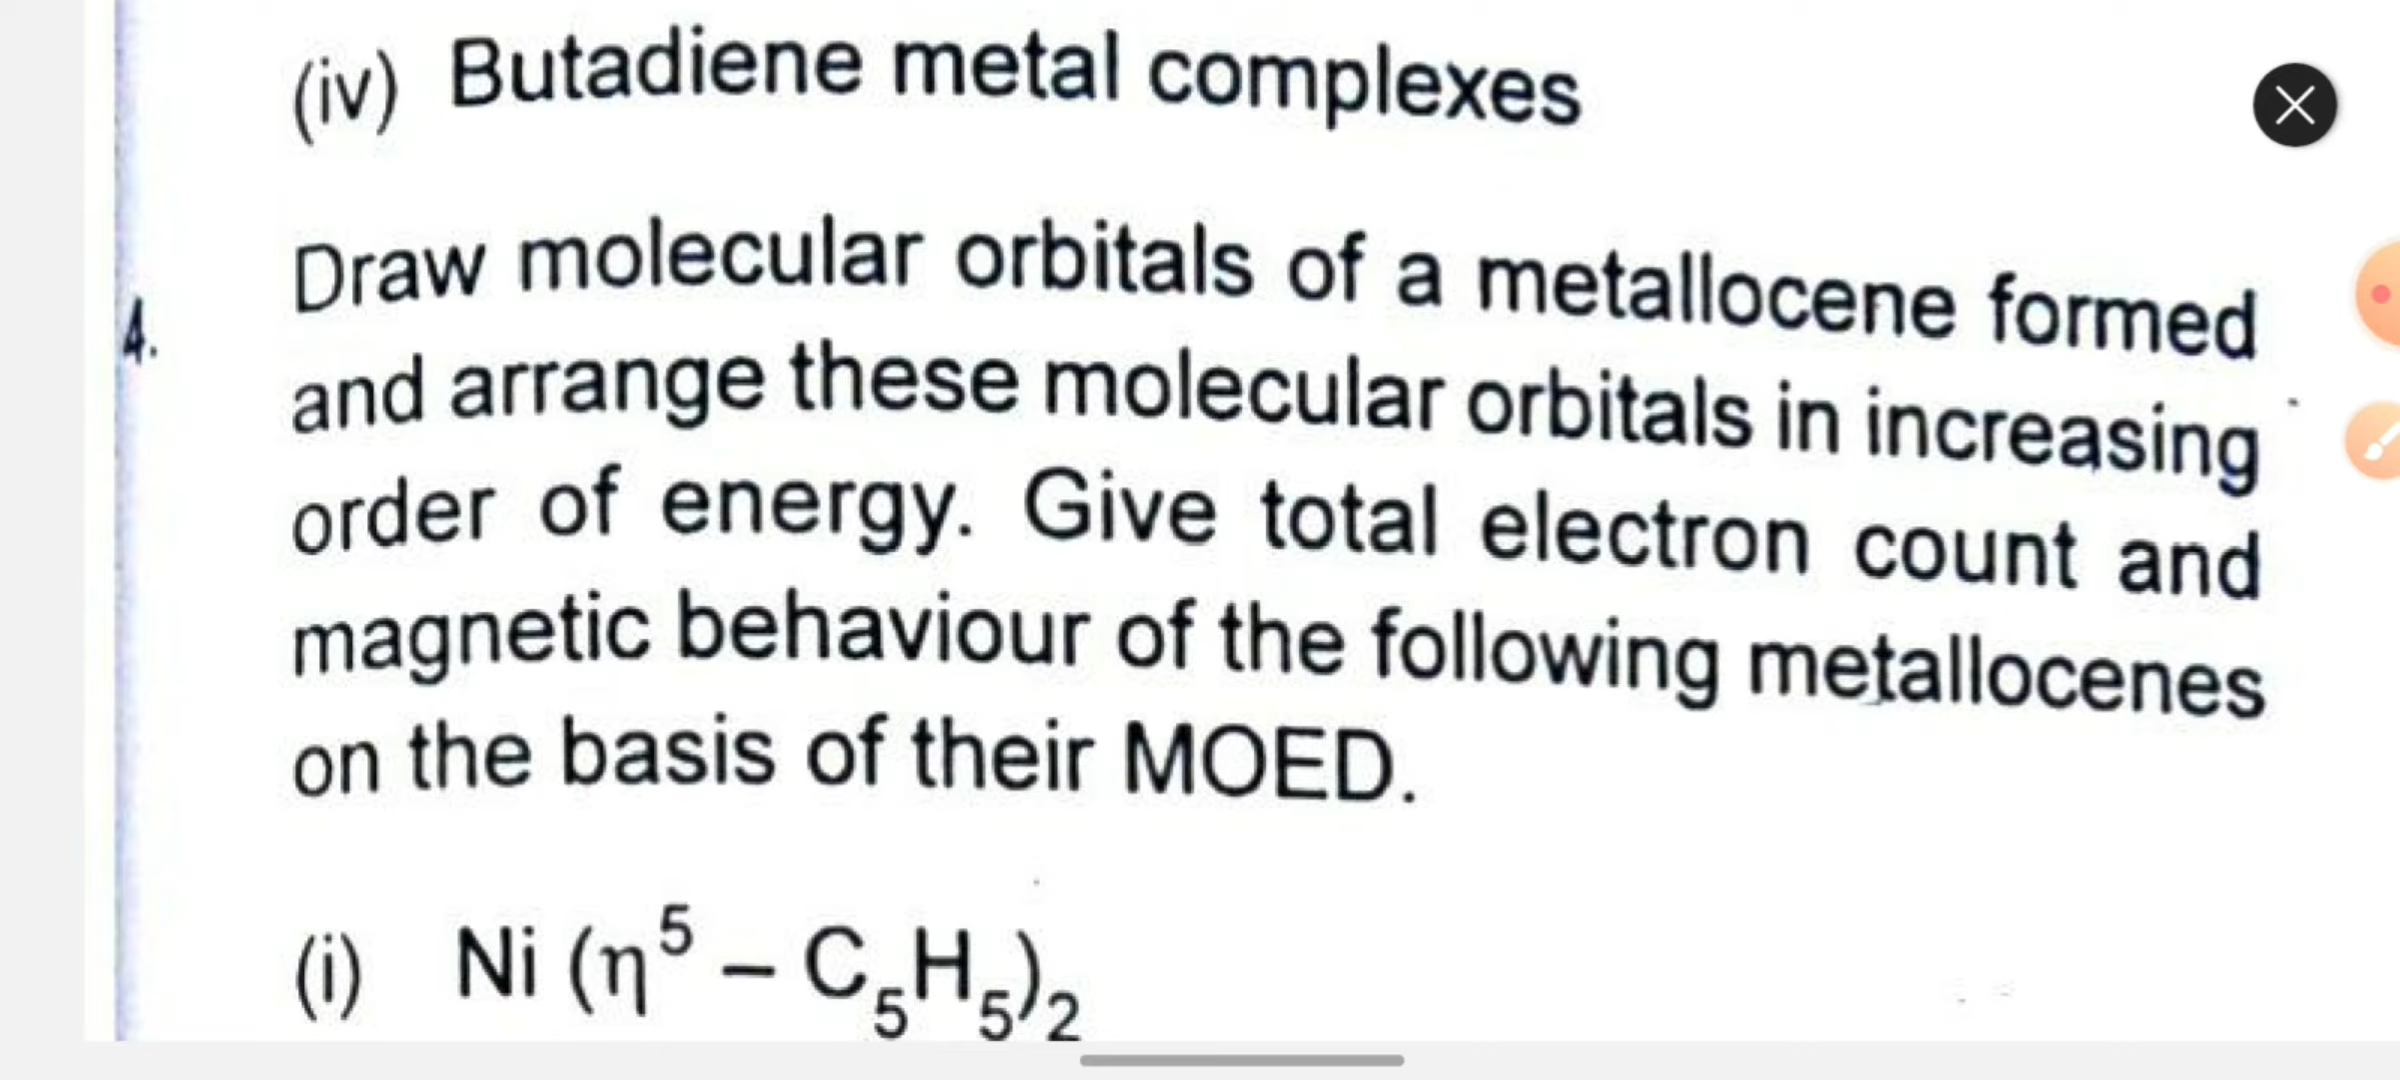 (iv) Butadiene metal complexes
4. Draw molecular orbitals of a metallocene formed
and arrange these molecular orbitals in increasing
order of energy. Give total electron count and
magnetic behaviour of the following metallocenes
on the basis of their MOED.
(i) Ni (η⁵ – C₅H₅)₂